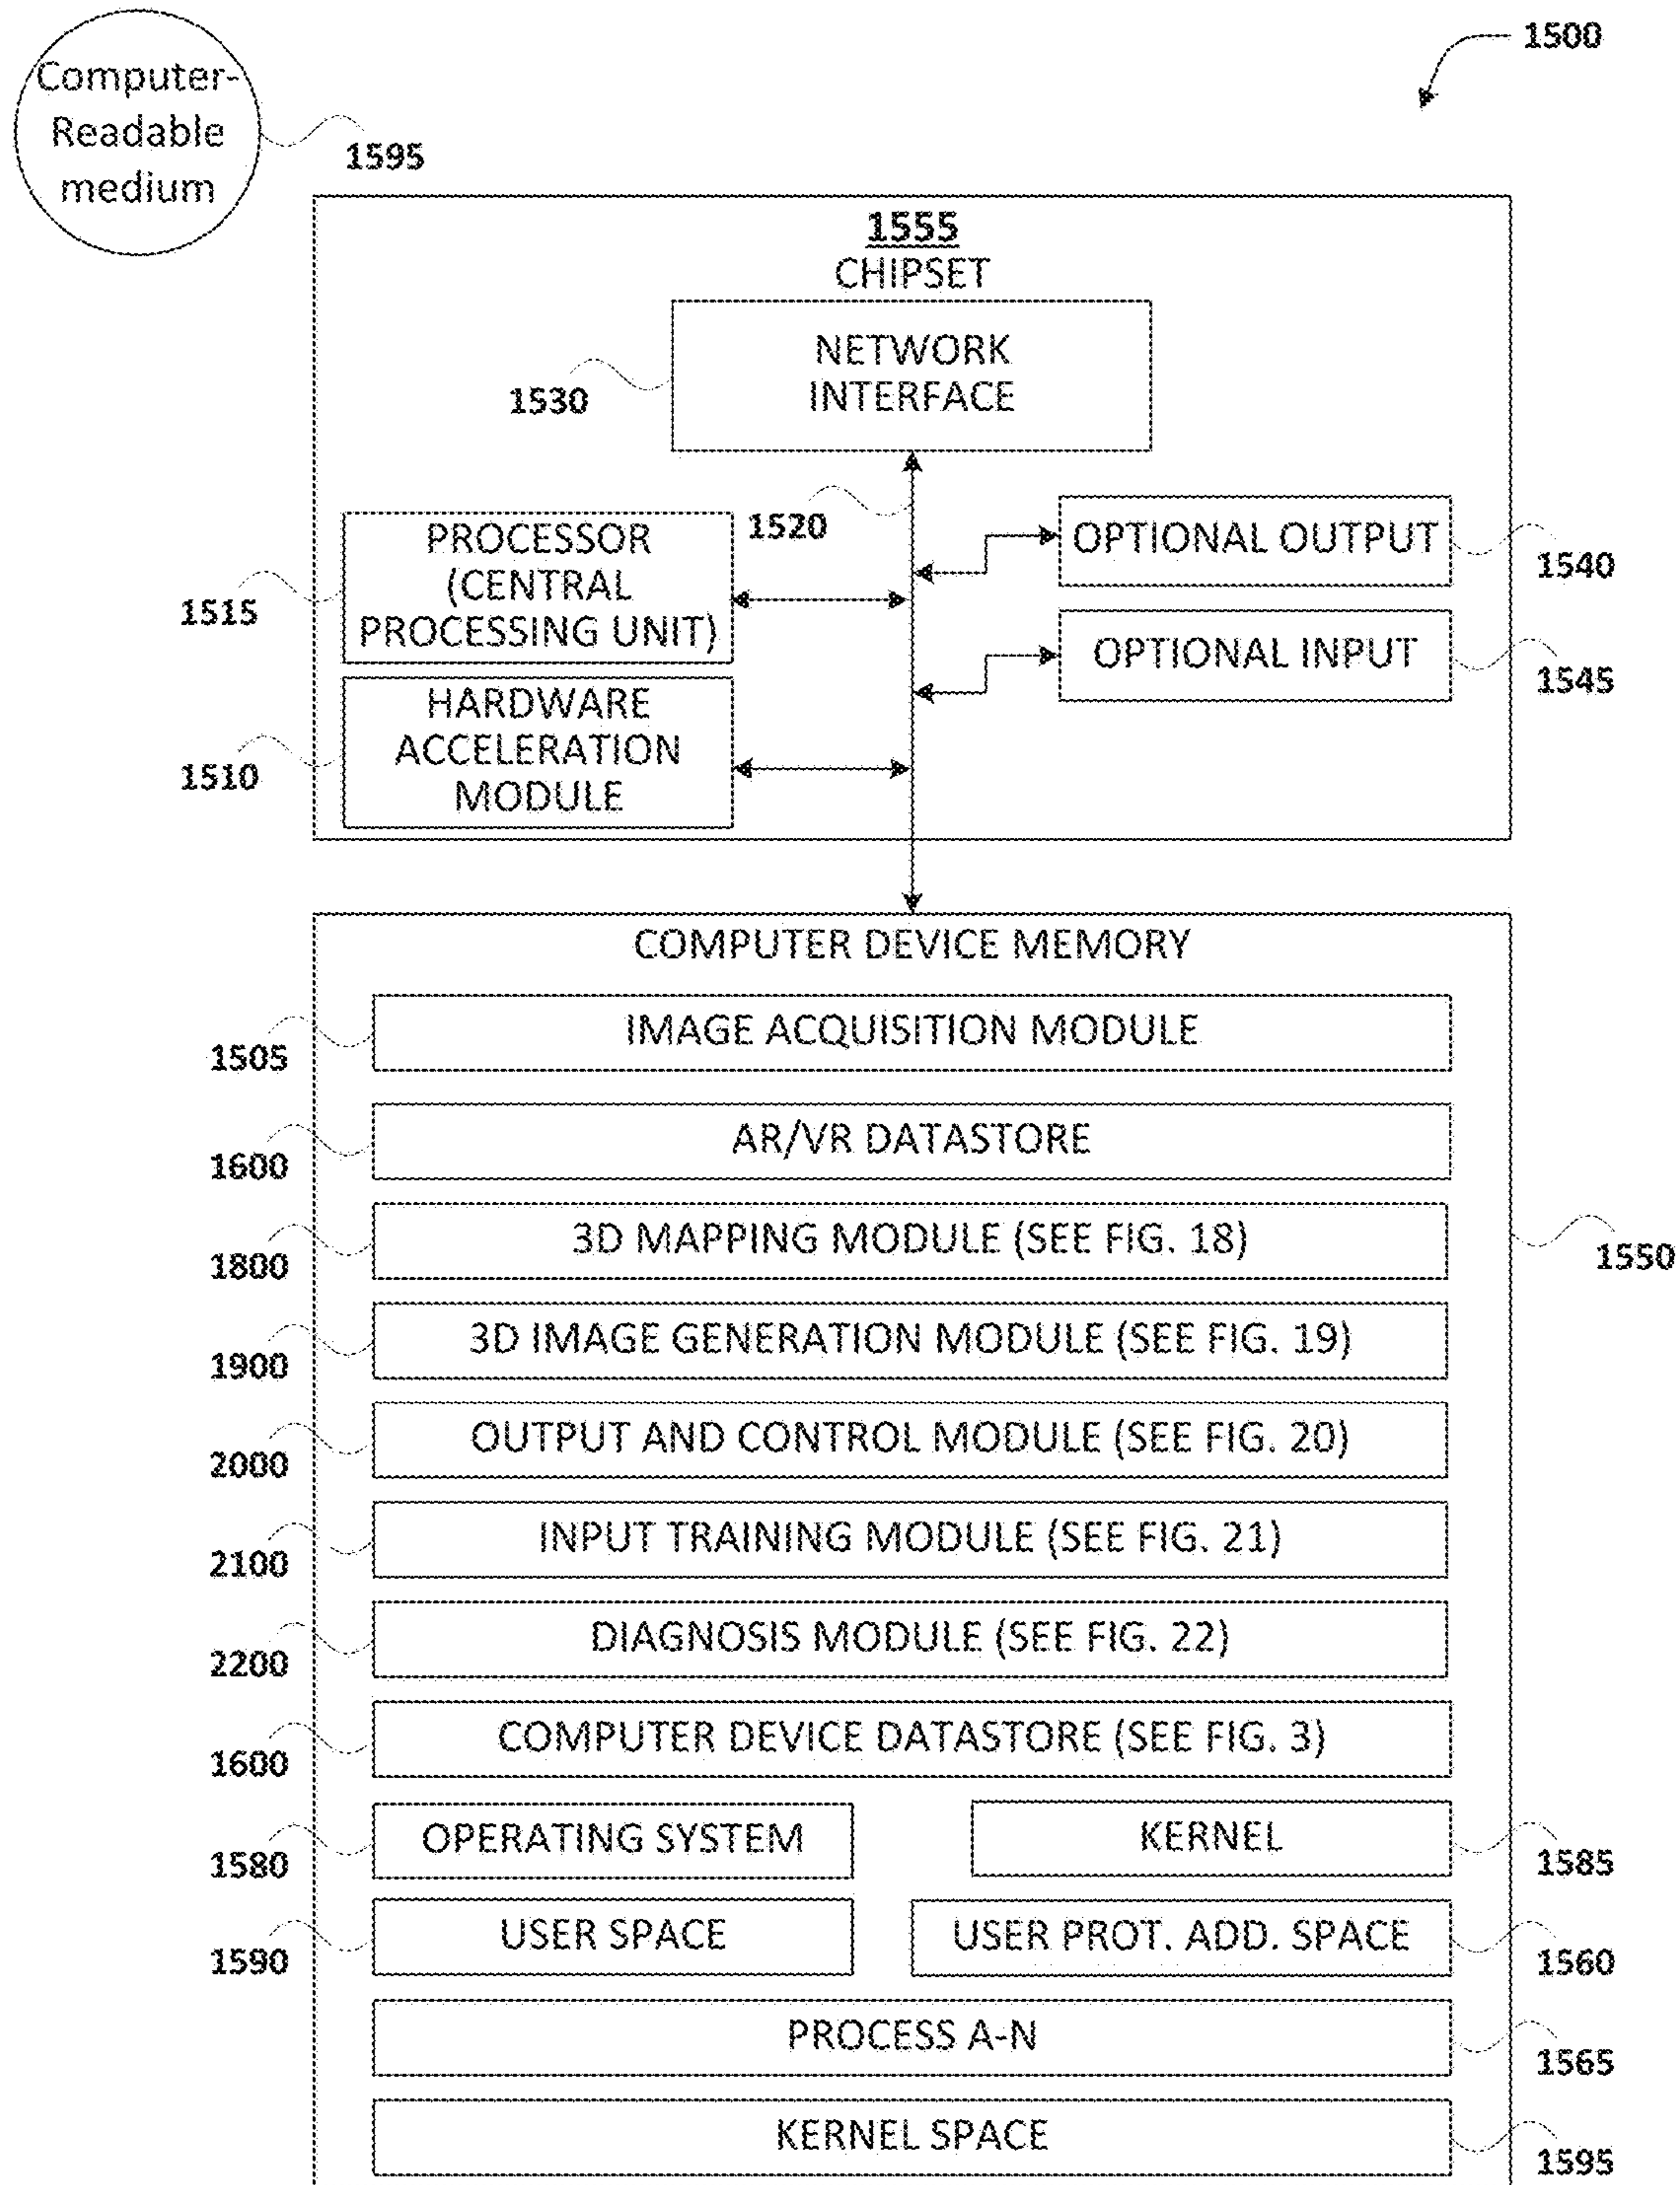 1500
Computer-
Readable
medium
1595
1555
CHIPSET
NETWORK
INTERFACE
1530
1520
PROCESSOR
(CENTRAL
PROCESSING UNIT)
1515
OPTIONAL OUTPUT
1540
OPTIONAL INPUT
1545
HARDWARE
ACCELERATION
MODULE
1510
COMPUTER DEVICE MEMORY
IMAGE ACQUISITION MODULE
1505
AR/VR DATASTORE
1600
3D MAPPING MODULE (SEE FIG. 18)
1800
1550
3D IMAGE GENERATION MODULE (SEE FIG. 19)
1900
OUTPUT AND CONTROL MODULE (SEE FIG. 20)
2000
INPUT TRAINING MODULE (SEE FIG. 21)
2100
DIAGNOSIS MODULE (SEE FIG. 22)
2200
COMPUTER DEVICE DATASTORE (SEE FIG. 3)
1600
OPERATING SYSTEM
1580
KERNEL
1585
USER SPACE
1590
USER PROT. ADD. SPACE
1560
PROCESS A-N
1565
KERNEL SPACE
1595